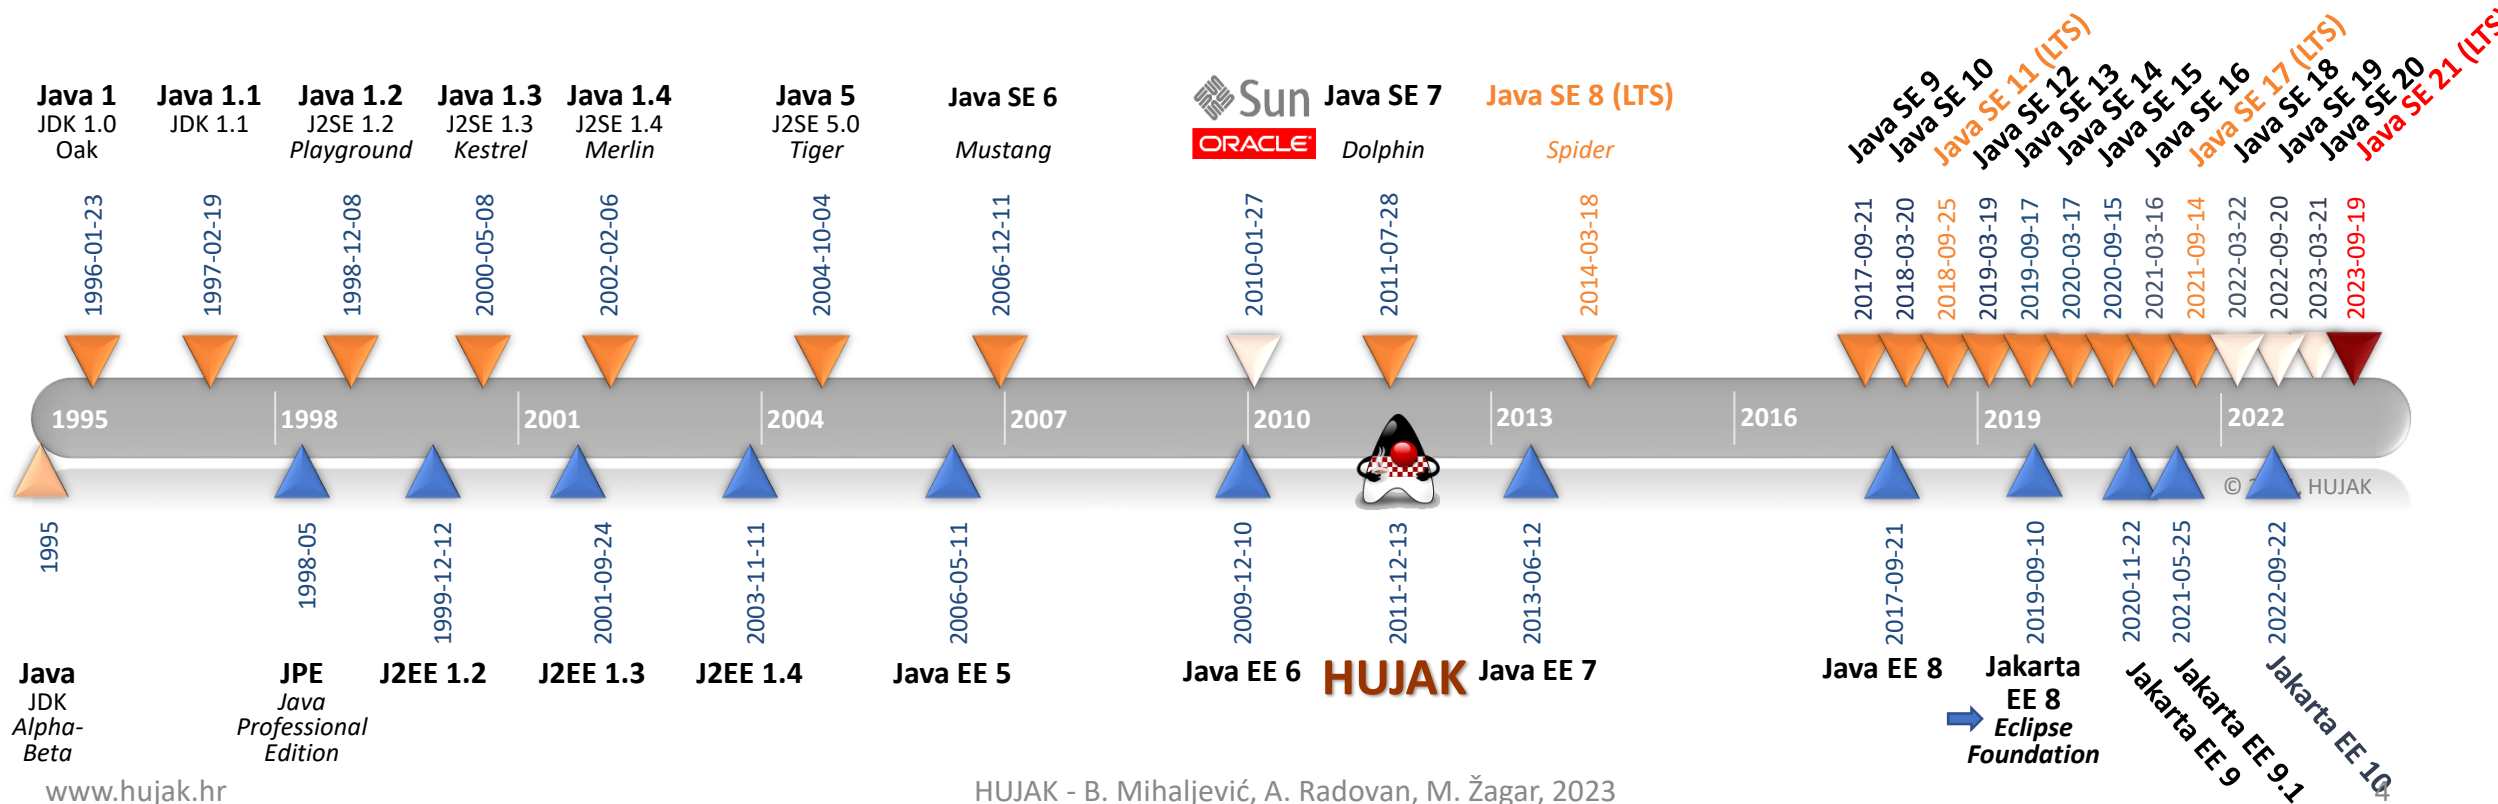 Java 1
JDK 1.0
Oak
1996-01-23
Java 1.1
JDK 1.1
1997-02-19
Java 1.2
J2SE 1.2
Playground
1998-12-08
Java 1.3
J2SE 1.3
Kestrel
2000-05-08
Java 1.4
J2SE 1.4
Merlin
2002-02-06
Java 5
J2SE 5.0
Tiger
2004-10-04
Java SE 6
Mustang
2006-12-11
Sun
ORACLE
2010-01-27
Java SE 7
Dolphin
2011-07-28
Java SE 8 (LTS)
Spider
2014-03-18
Java SE 9
2017-09-21
Java SE 10
2018-03-20
Java SE 11 (LTS)
2018-09-25
Java SE 12
2019-03-19
Java SE 13
2019-09-17
Java SE 14
2020-03-17
Java SE 15
2020-09-15
Java SE 16
2021-03-16
Java SE 17 (LTS)
2021-09-14
Java SE 18
2022-03-22
Java SE 19
2022-09-20
Java SE 20
2023-03-21
Java SE 21 (LTS)
2023-09-19
1995
1998
2001
2004
2007
2010
2013
2016
2019
2022
© HUJAK
1995
Java
JDK
Alpha-
Beta
1998-05
JPE
Java
Professional
Edition
1999-12-12
J2EE 1.2
2001-09-24
J2EE 1.3
2003-11-11
J2EE 1.4
2006-05-11
Java EE 5
2009-12-10
Java EE 6
2011-12-13
HUJAK
2013-06-12
Java EE 7
2017-09-21
Java EE 8
2019-09-10
Jakarta
EE 8
Eclipse
Foundation
2020-11-22
Jakarta EE 9
2021-05-25
Jakarta EE 9.1
2022-09-22
Jakarta EE 10
www.hujak.hr
HUJAK - B. Mihaljević, A. Radovan, M. Žagar, 2023
4